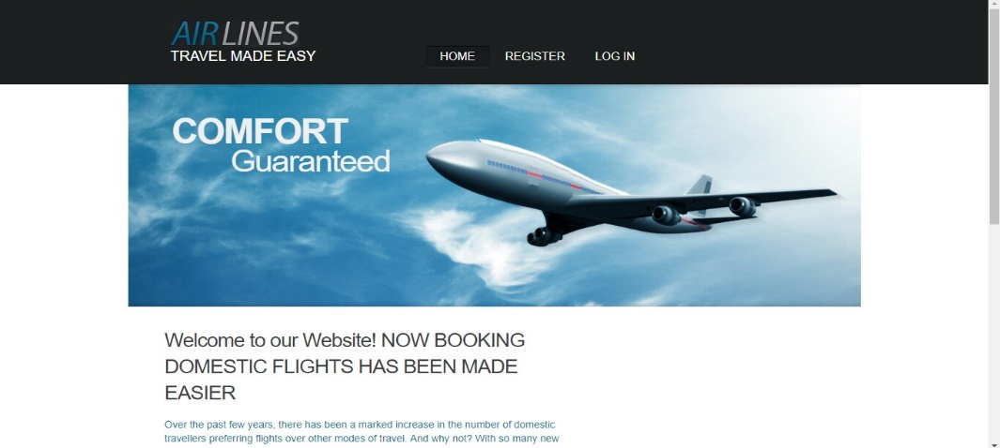 AIRLINES
TRAVEL MADE EASY
HOME REGISTER LOG IN
COMFORT
Guaranteed
Welcome to our Website! NOW BOOKING
DOMESTIC FLIGHTS HAS BEEN MADE
EASIER
Over the past few years, there has been a marked increase in the number of domestic
travellers preferring flights over other modes of travel. And why not? With so many new